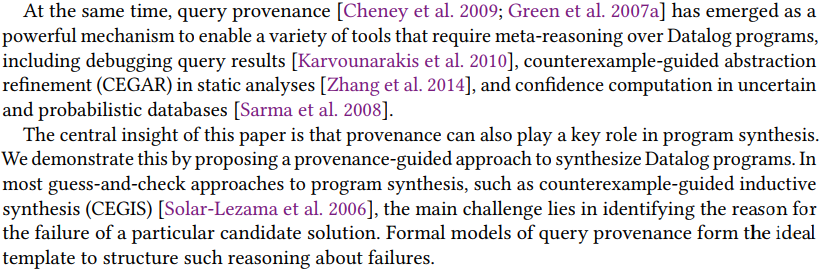 At the same time, query provenance [Cheney et al. 2009; Green et al. 2007a] has emerged as a
powerful mechanism to enable a variety of tools that require meta-reasoning over Datalog programs,
including debugging query results [Karvounarakis et al. 2010], counterexample-guided abstraction
refinement (CEGAR) in static analyses [Zhang et al. 2014], and confidence computation in uncertain
and probabilistic databases [Sarma et al. 2008].
The central insight of this paper is that provenance can also play a key role in program synthesis.
We demonstrate this by proposing a provenance-guided approach to synthesize Datalog programs. In
most guess-and-check approaches to program synthesis, such as counterexample-guided inductive
synthesis (CEGIS) [Solar-Lezama et al. 2006], the main challenge lies in identifying the reason for
the failure of a particular candidate solution. Formal models of query provenance form the ideal
template to structure such reasoning about failures.